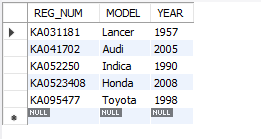 REG_NUM MODEL YEAR
KA031181 Lancer 1957
KA041702 Audi 2005
KA052250 Indica 1990
KA0523408 Honda 2008
KA095477 Toyota 1998
NULL NULL NULL